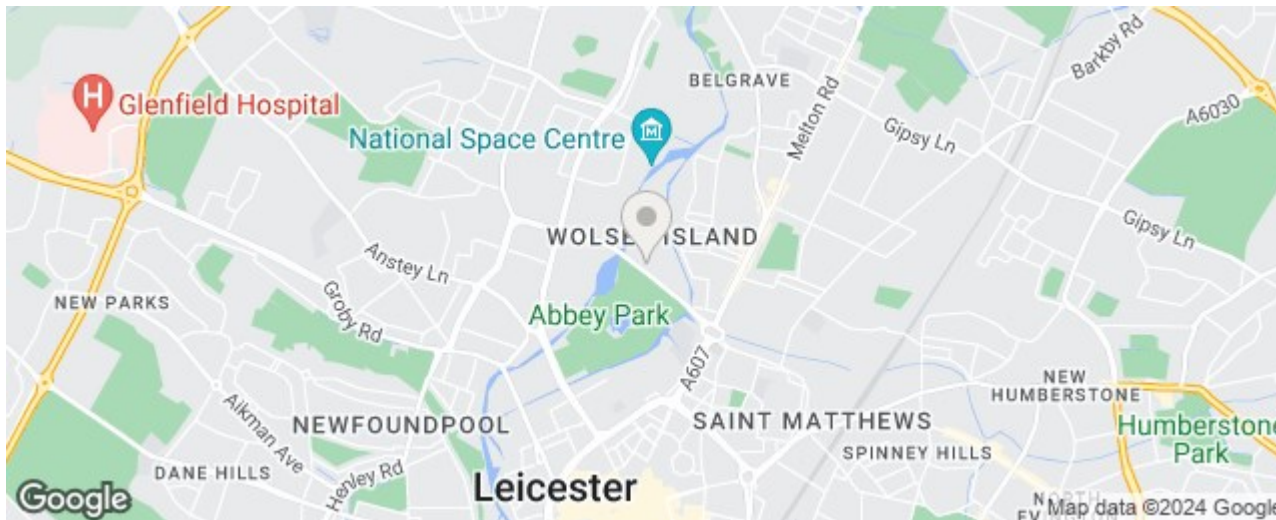 Barkby Rd
BELGRAVE
H
Glenfield Hospital
A6030
National Space Centre
Melton Rd
Gipsy Ln
WOLSE ISLAND
Gipsy Ln
Anstey Ln
NEW PARKS
Groby Rd
Abbey Park
A607
NEW
HUMBERSTONE
Aikman Ave
NEWFOUNDPOOL
SAINT MATTHEWS
Humberstone
Park
SPINNEY HILLS
DANE HILLS
Henley Rd
Leicester
Google
Map data ©2024 Google